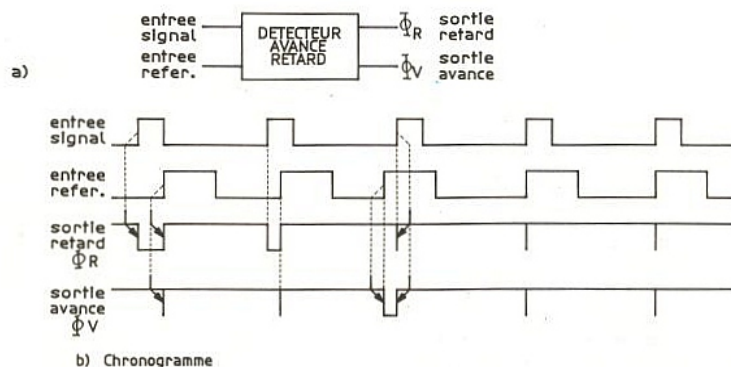 entree
signal
entree
refer.
DETECTEUR
AVANCE
RETARD
ΦR
ΦV
sortie
retard
sortie
avance
a)
entree
signal
entree
refer.
sortie
retard
ΦR
sortie
avance
ΦV
b) Chronogramme